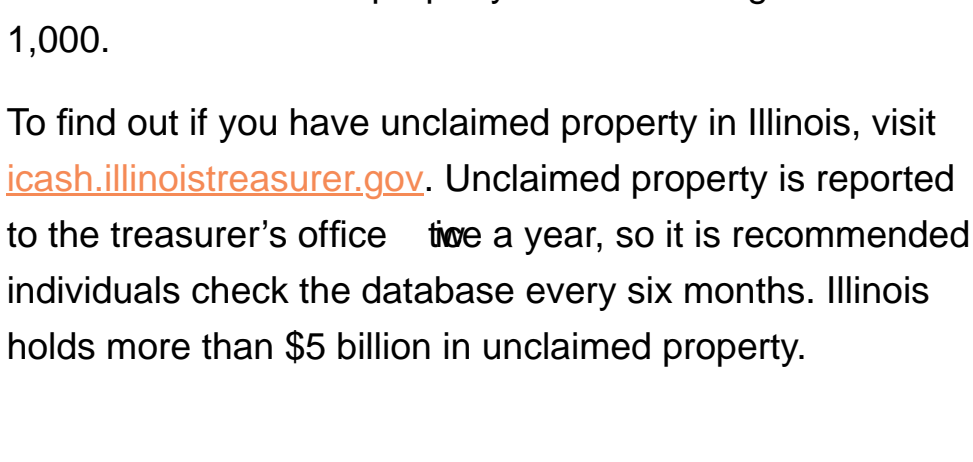 1,000.
To find out if you have unclaimed property in Illinois, visit
icash.illinoistreasurer.gov. Unclaimed property is reported
to the treasurer’s office twice a year, so it is recommended
individuals check the database every six months. Illinois
holds more than $5 billion in unclaimed property.